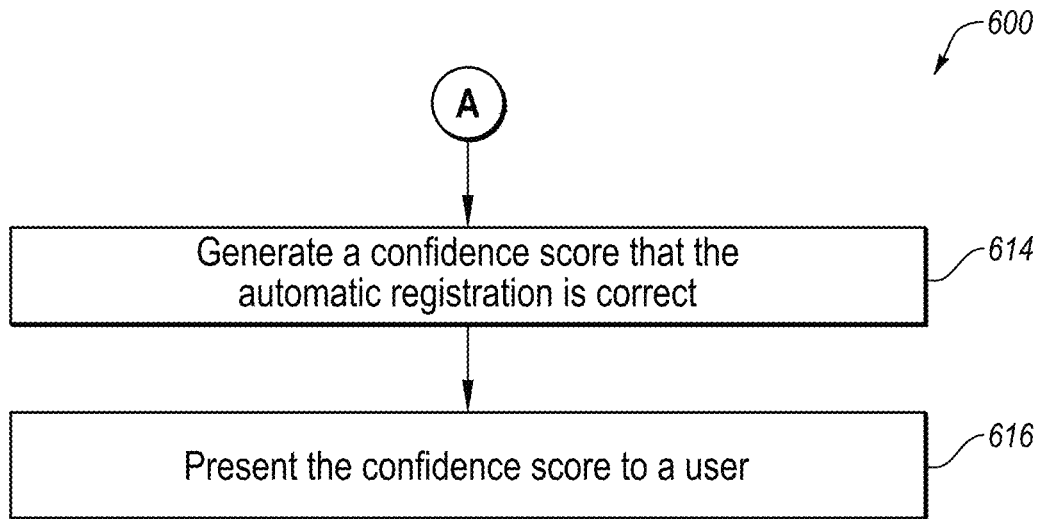 600
A
Generate a confidence score that the
automatic registration is correct
614
Present the confidence score to a user
616